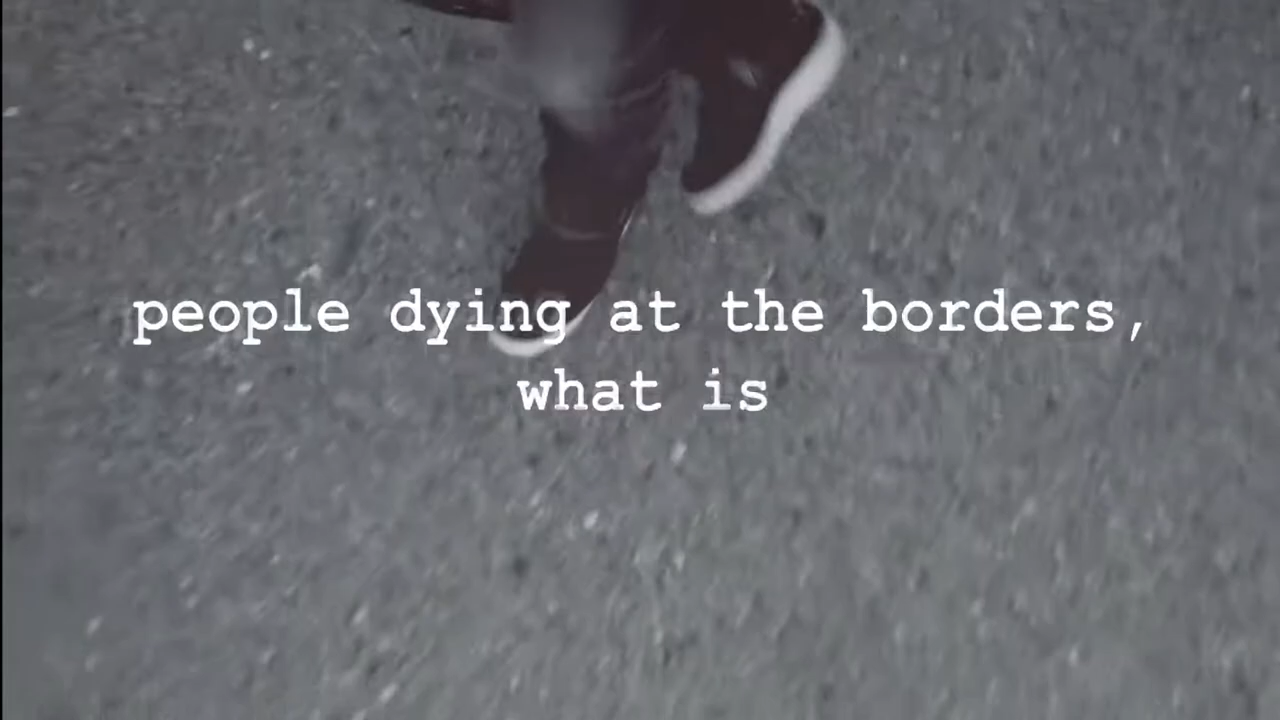 people dying at the borders,
what is